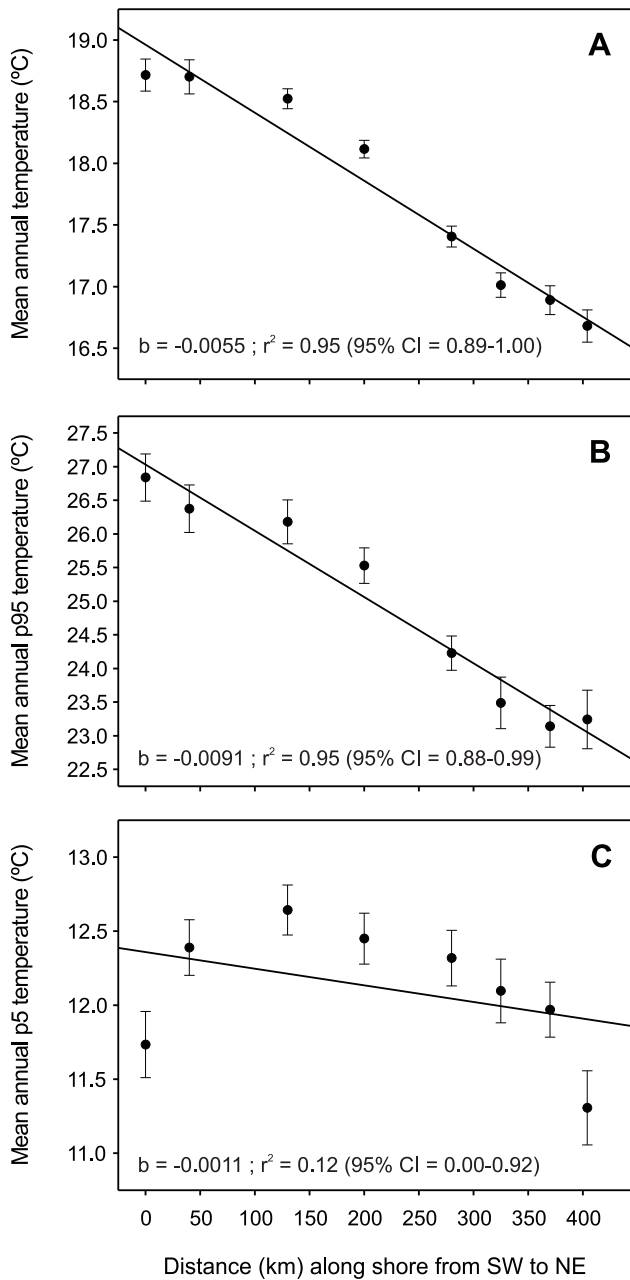 A
Mean annual temperature (ºC)
19.0
18.5
18.0
17.5
17.0
16.5
b = -0.0055 ; r² = 0.95 (95% CI = 0.89-1.00)
B
Mean annual p95 temperature (ºC)
27.5
27.0
26.5
26.0
25.5
25.0
24.5
24.0
23.5
23.0
22.5
b = -0.0091 ; r² = 0.95 (95% CI = 0.88-0.99)
C
Mean annual p5 temperature (ºC)
13.0
12.5
12.0
11.5
11.0
b = -0.0011 ; r² = 0.12 (95% CI = 0.00-0.92)
0 50 100 150 200 250 300 350 400
Distance (km) along shore from SW to NE